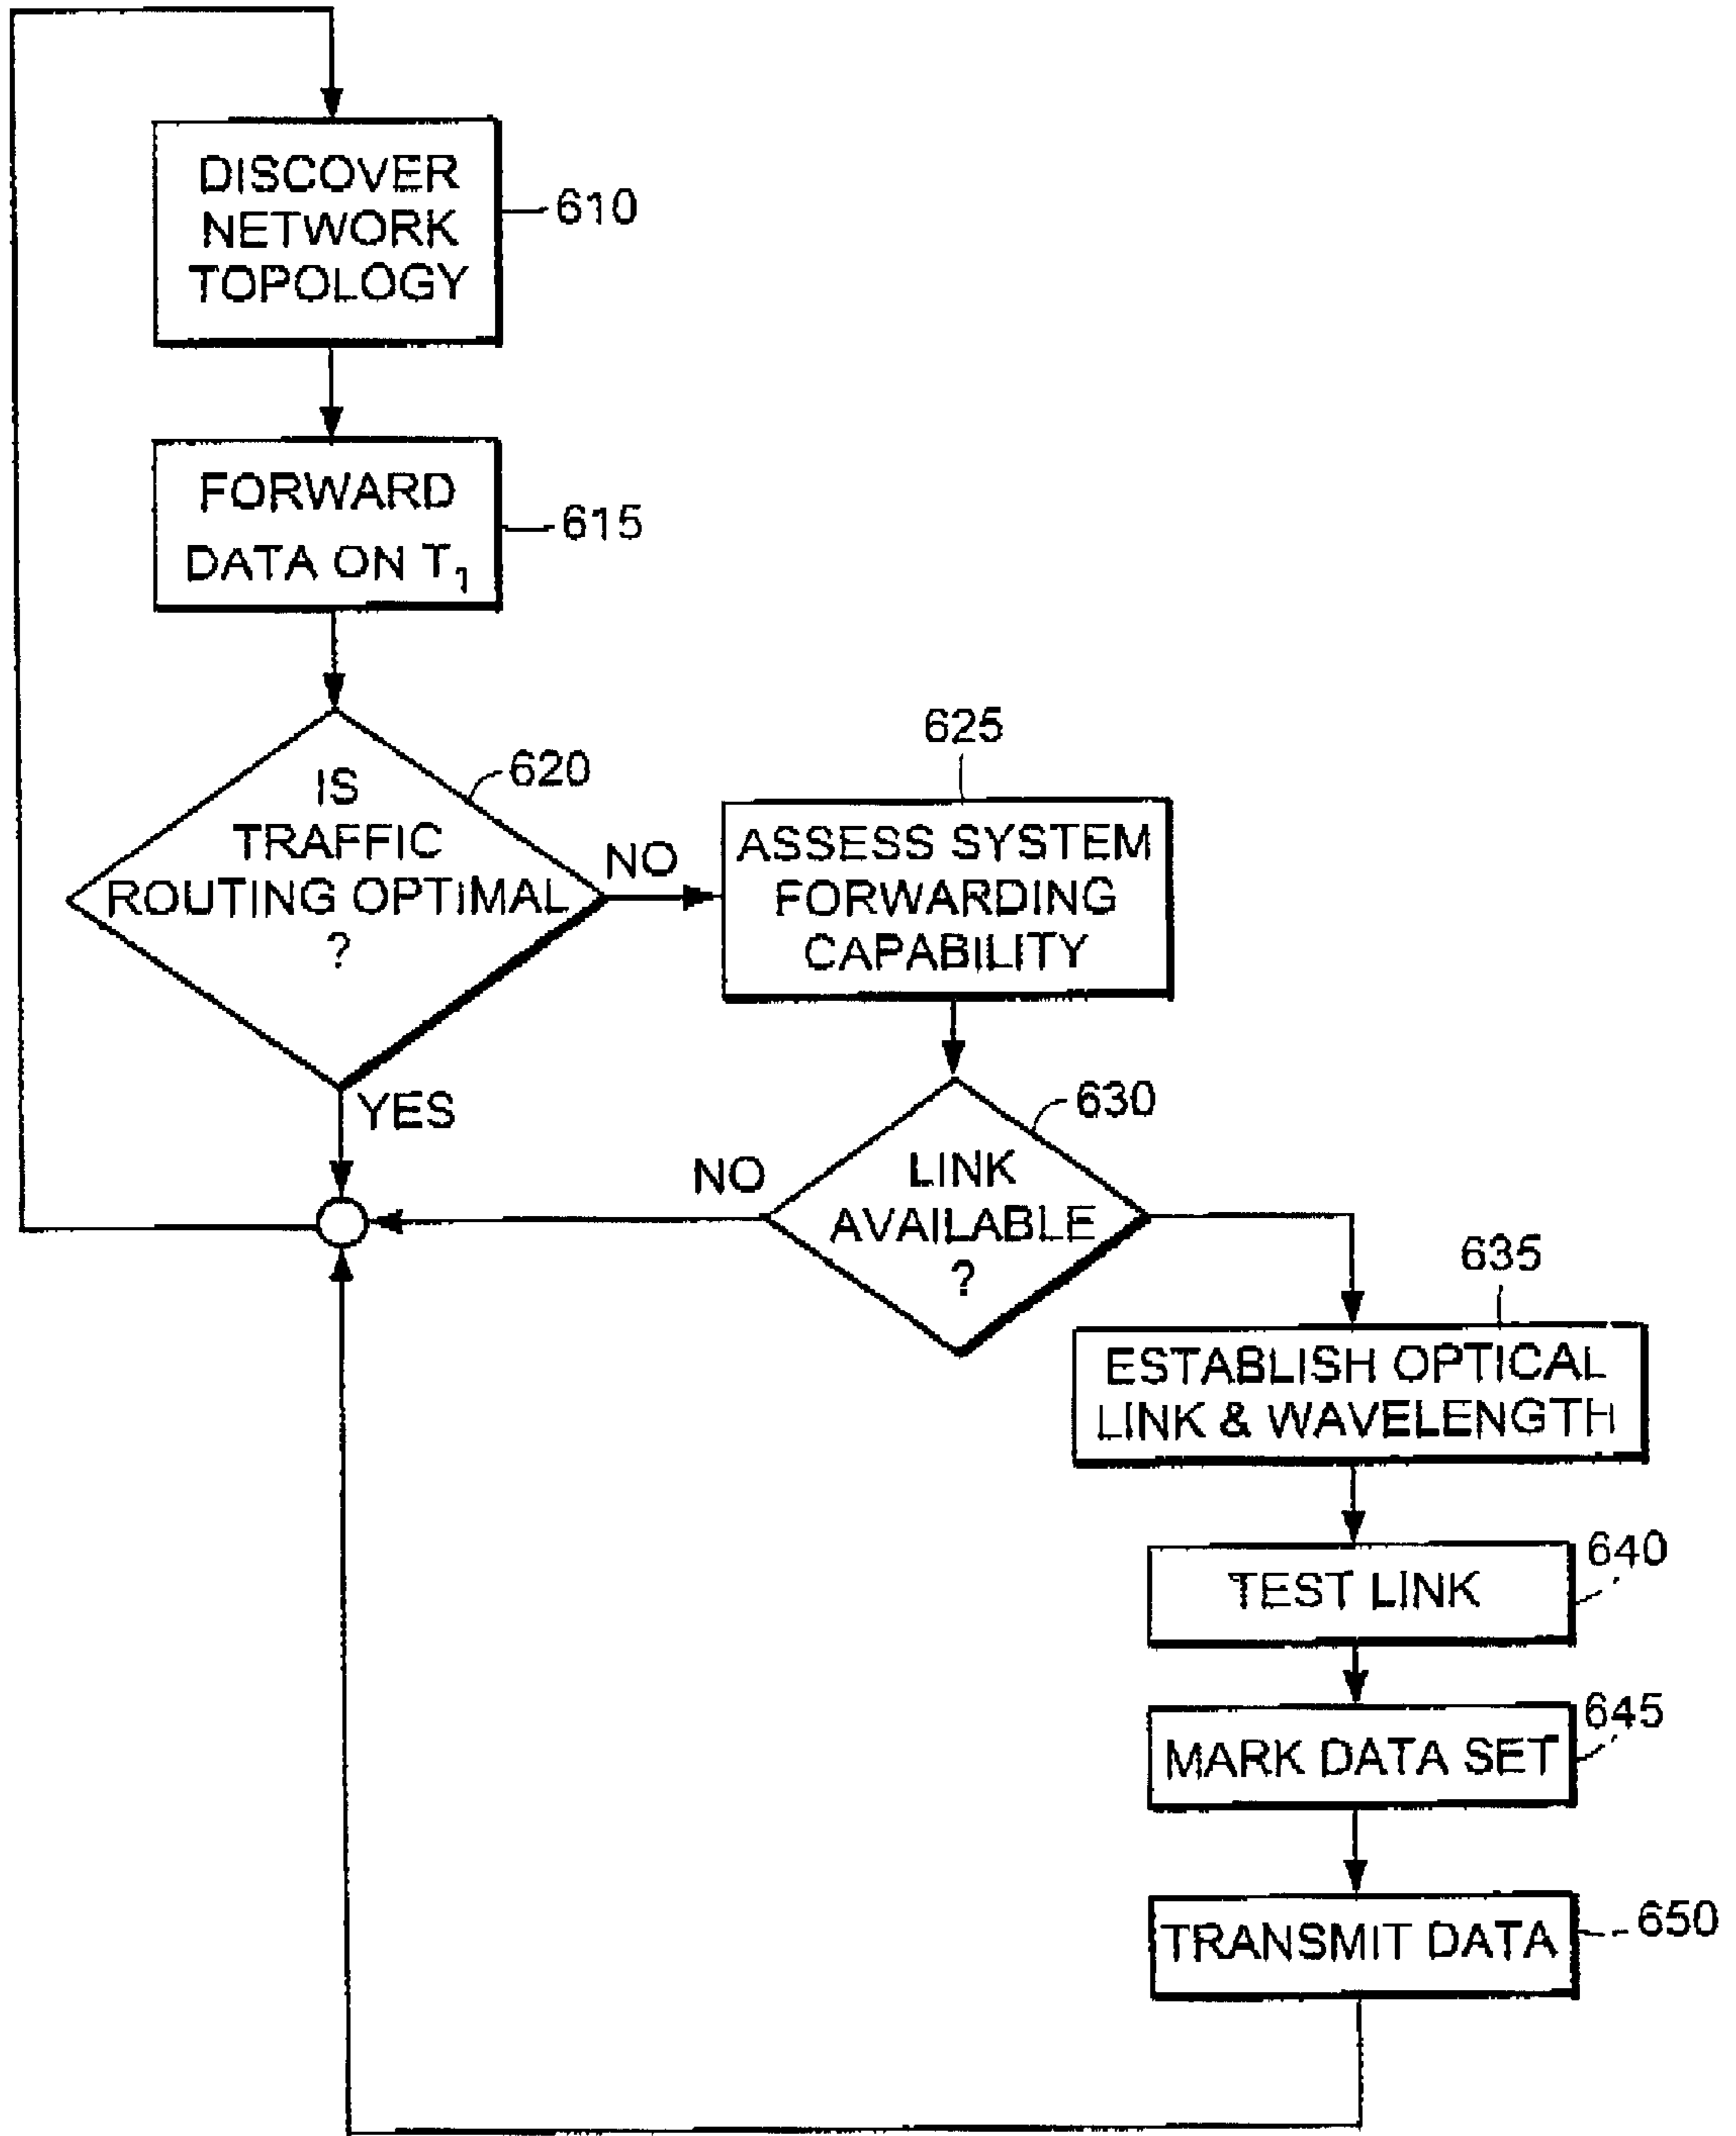 DISCOVER
NETWORK
TOPOLOGY
610
FORWARD
DATA ON T1
615
IS
TRAFFIC
ROUTING OPTIMAL
?
620
NO
YES
625
ASSESS SYSTEM
FORWARDING
CAPABILITY
630
LINK
AVAILABLE
?
NO
635
ESTABLISH OPTICAL
LINK & WAVELENGTH
640
TEST LINK
645
MARK DATA SET
650
TRANSMIT DATA